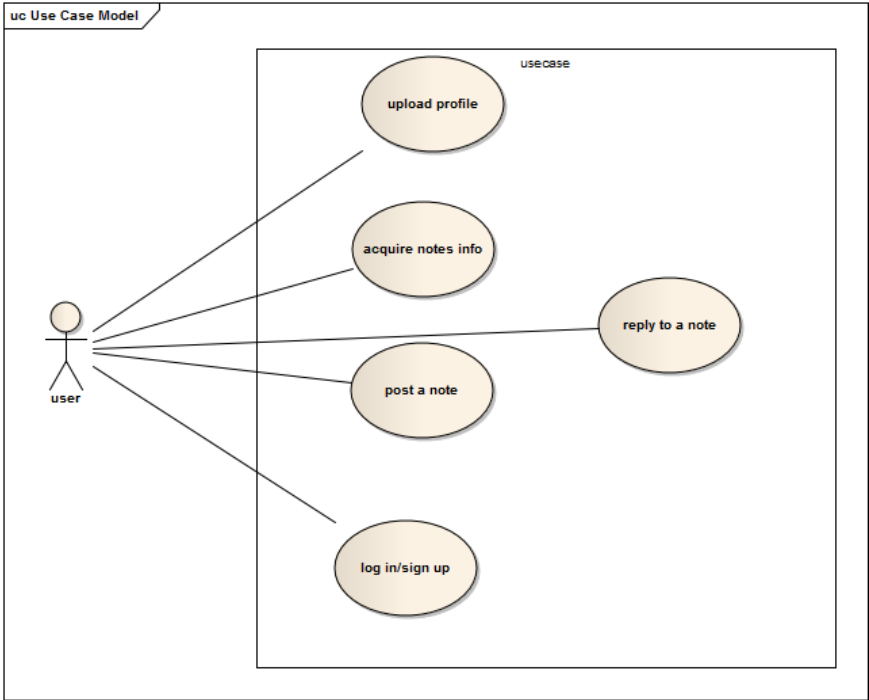 uc Use Case Model
usecase
upload profile
acquire notes info
reply to a note
post a note
user
log in/sign up